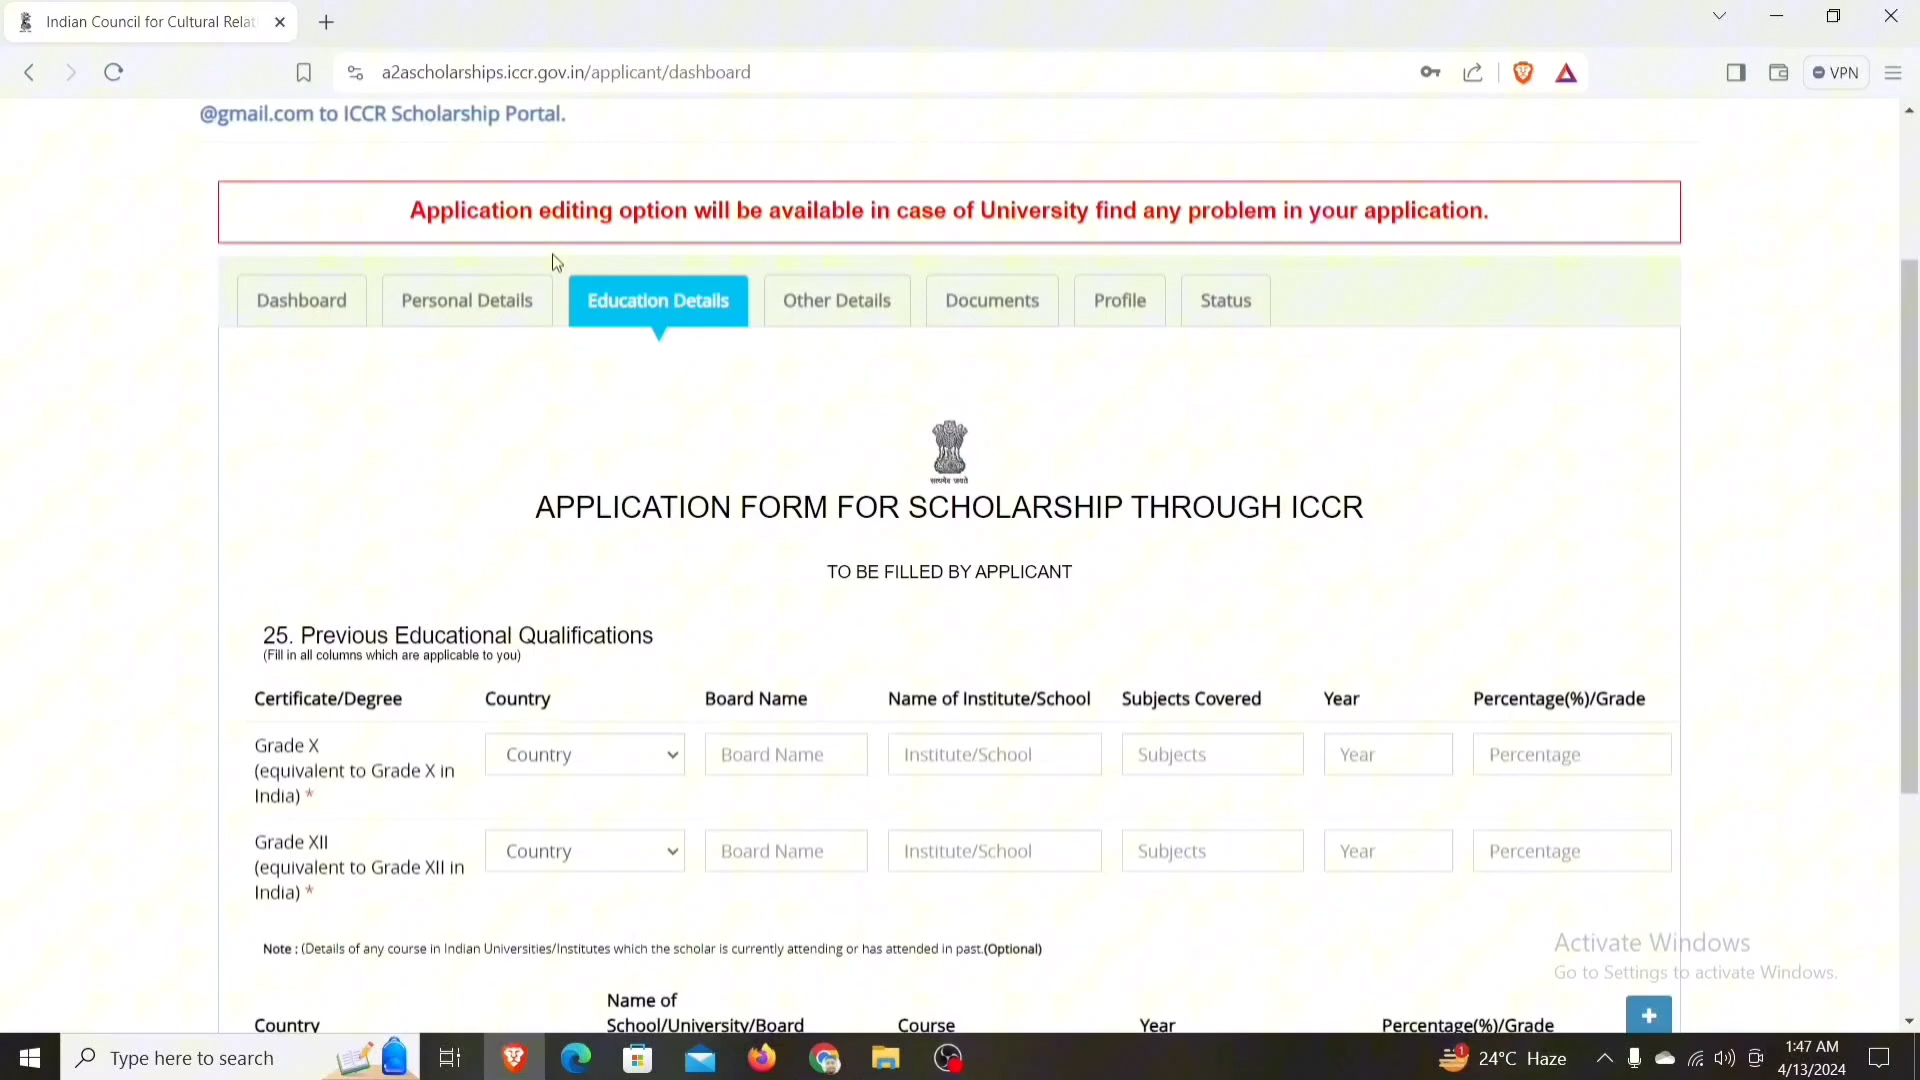 Indian Council for Cultural Relat
a2ascholarships.iccr.gov.in/applicant/dashboard
VPN
@gmail.com to ICCR Scholarship Portal.
Application editing option will be available in case of University find any problem in your application.
Dashboard Personal Details Education Details Other Details Documents Profile Status
सत्यमेव जयते
APPLICATION FORM FOR SCHOLARSHIP THROUGH ICCR
TO BE FILLED BY APPLICANT
25. Previous Educational Qualifications
(Fill in all columns which are applicable to you)
Certificate/Degree Country Board Name Name of Institute/School Subjects Covered Year Percentage(%)/Grade
Grade X
(equivalent to Grade X in
India) *
Country Board Name Institute/School Subjects Year Percentage
Grade XII
(equivalent to Grade XII in
India) *
Country Board Name Institute/School Subjects Year Percentage
Note : (Details of any course in Indian Universities/Institutes which the scholar is currently attending or has attended in past.(Optional)
Activate Windows
Go to Settings to activate Windows.
Name of
Country School/University/Board Course Year Percentage(%)/Grade
+
Type here to search
1
24°C Haze
1:47 AM
4/13/2024